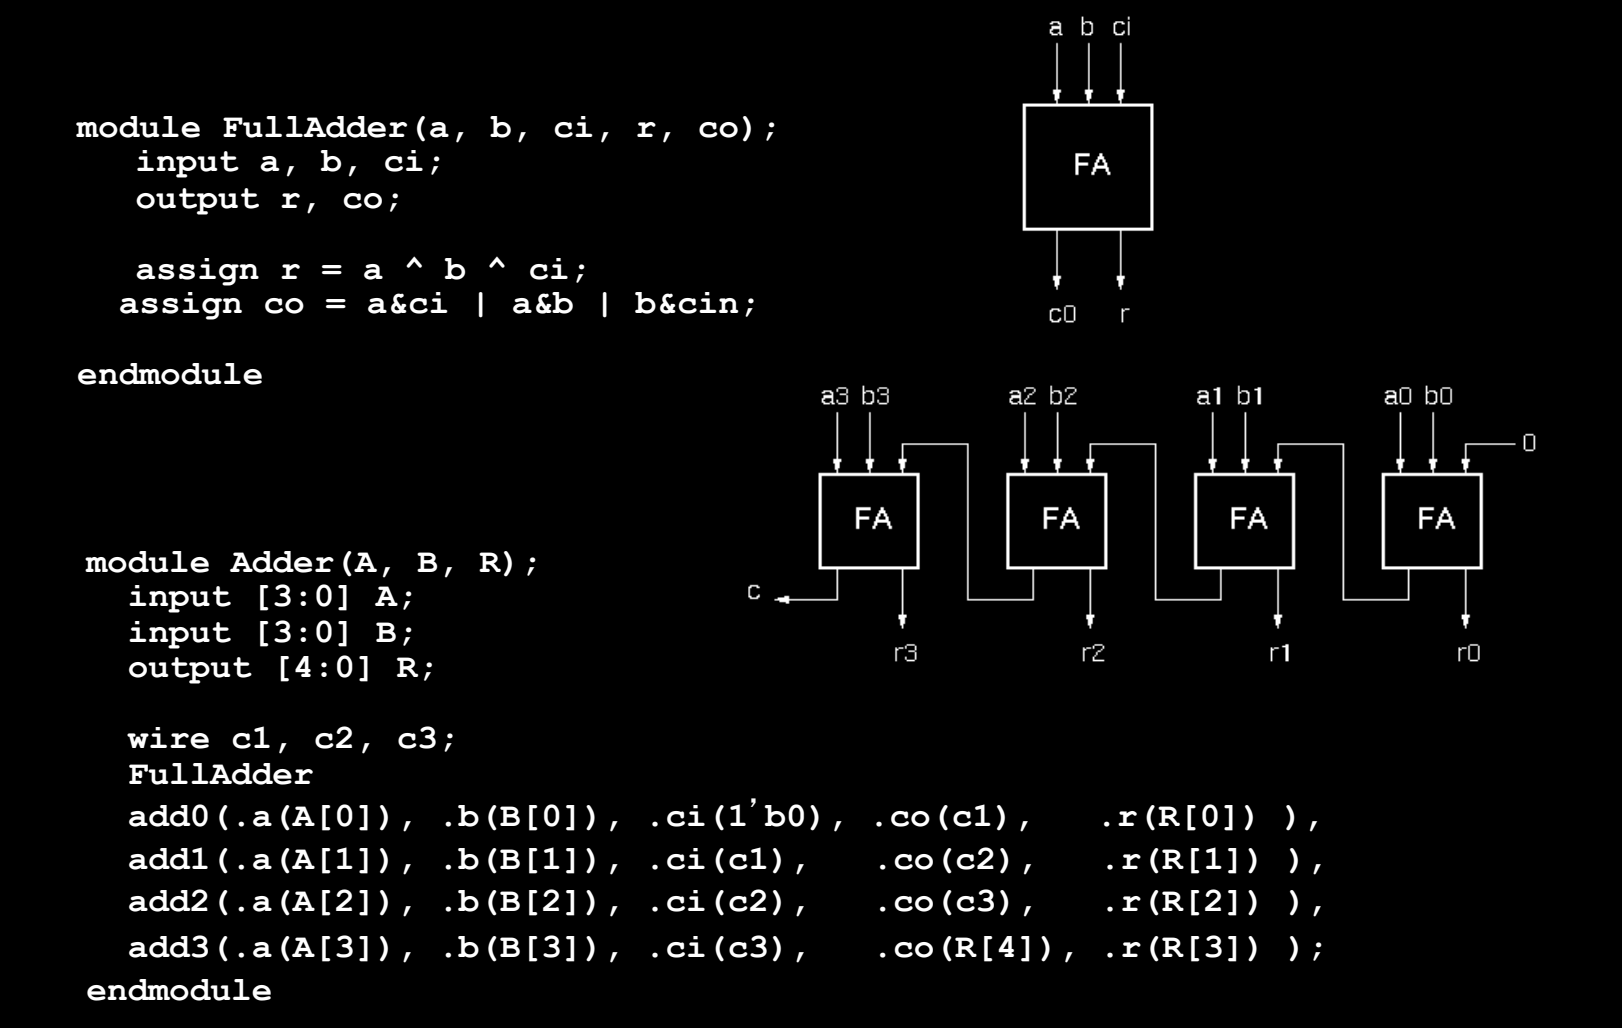 a b ci
module FullAdder(a, b, ci, r, co);
input a, b, ci;
output r, co;
FA
assign r = a ^ b ^ ci;
assign co = a&ci | a&b | b&cin;
c0 r
endmodule
a3 b3 a2 b2 a1 b1 a0 b0
0
FA FA FA FA
c
r3 r2 r1 r0
module Adder(A, B, R);
input [3:0] A;
input [3:0] B;
output [4:0] R;
wire c1, c2, c3;
FullAdder
add0(.a(A[0]), .b(B[0]), .ci(1’b0), .co(c1), .r(R[0]) ),
add1(.a(A[1]), .b(B[1]), .ci(c1), .co(c2), .r(R[1]) ),
add2(.a(A[2]), .b(B[2]), .ci(c2), .co(c3), .r(R[2]) ),
add3(.a(A[3]), .b(B[3]), .ci(c3), .co(R[4]), .r(R[3]) );
endmodule